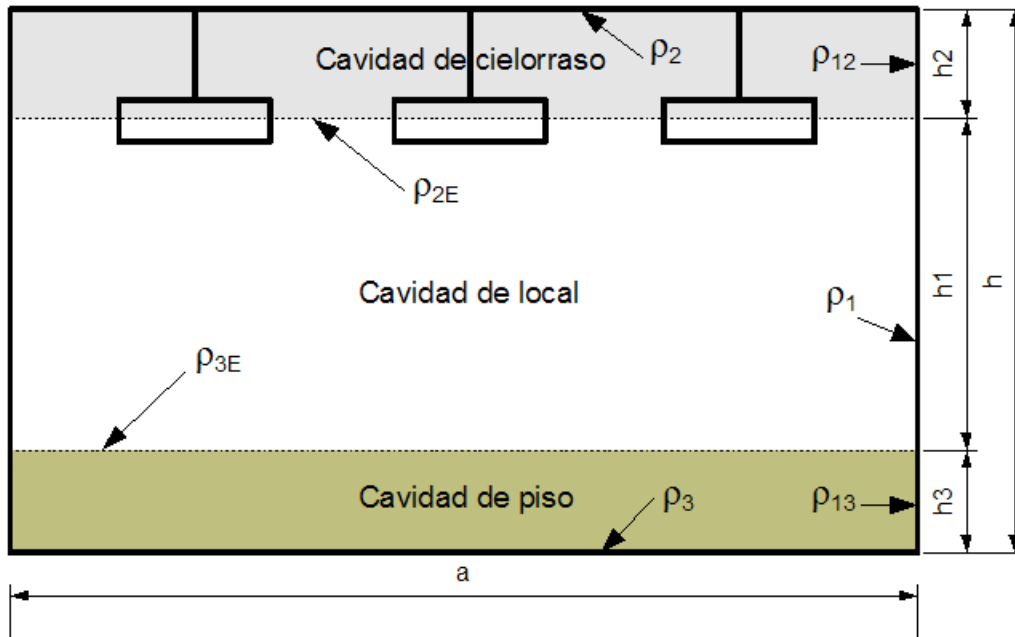 Cavidad de cielorraso
ρ2
ρ12
h2
ρ2E
Cavidad de local
h1
h
ρ1
ρ3E
Cavidad de piso
ρ3
ρ13
h3
a